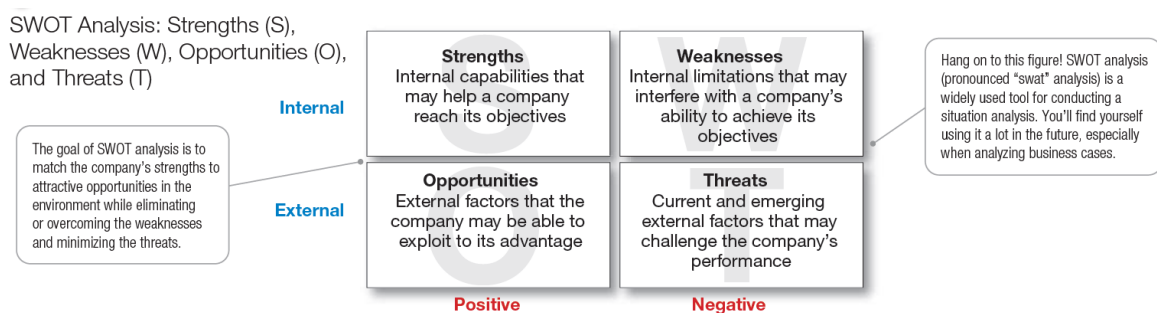 SWOT Analysis: Strengths (S),
Weaknesses (W), Opportunities (O),
and Threats (T)
Internal
External
The goal of SWOT analysis is to
match the company's strengths to
attractive opportunities in the
environment while eliminating
or overcoming the weaknesses
and minimizing the threats.
S
Strengths
Internal capabilities that
may help a company
reach its objectives
W
Weaknesses
Internal limitations that may
interfere with a company's
ability to achieve its
objectives
O
Opportunities
External factors that the
company may be able to
exploit to its advantage
T
Threats
Current and emerging
external factors that may
challenge the company's
performance
Positive
Negative
Hang on to this figure! SWOT analysis
(pronounced “swat” analysis) is a
widely used tool for conducting a
situation analysis. You'll find yourself
using it a lot in the future, especially
when analyzing business cases.